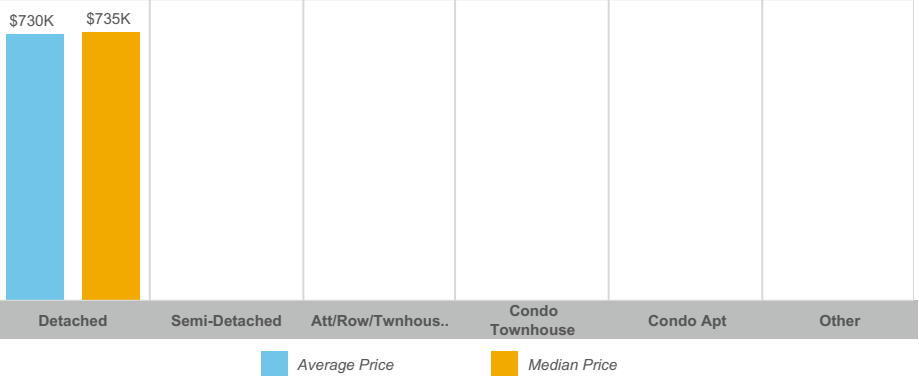 $730K
$735K
Detached
Semi-Detached
Att/Row/Twnhous..
Condo
Townhouse
Condo Apt
Other
Average Price
Median Price